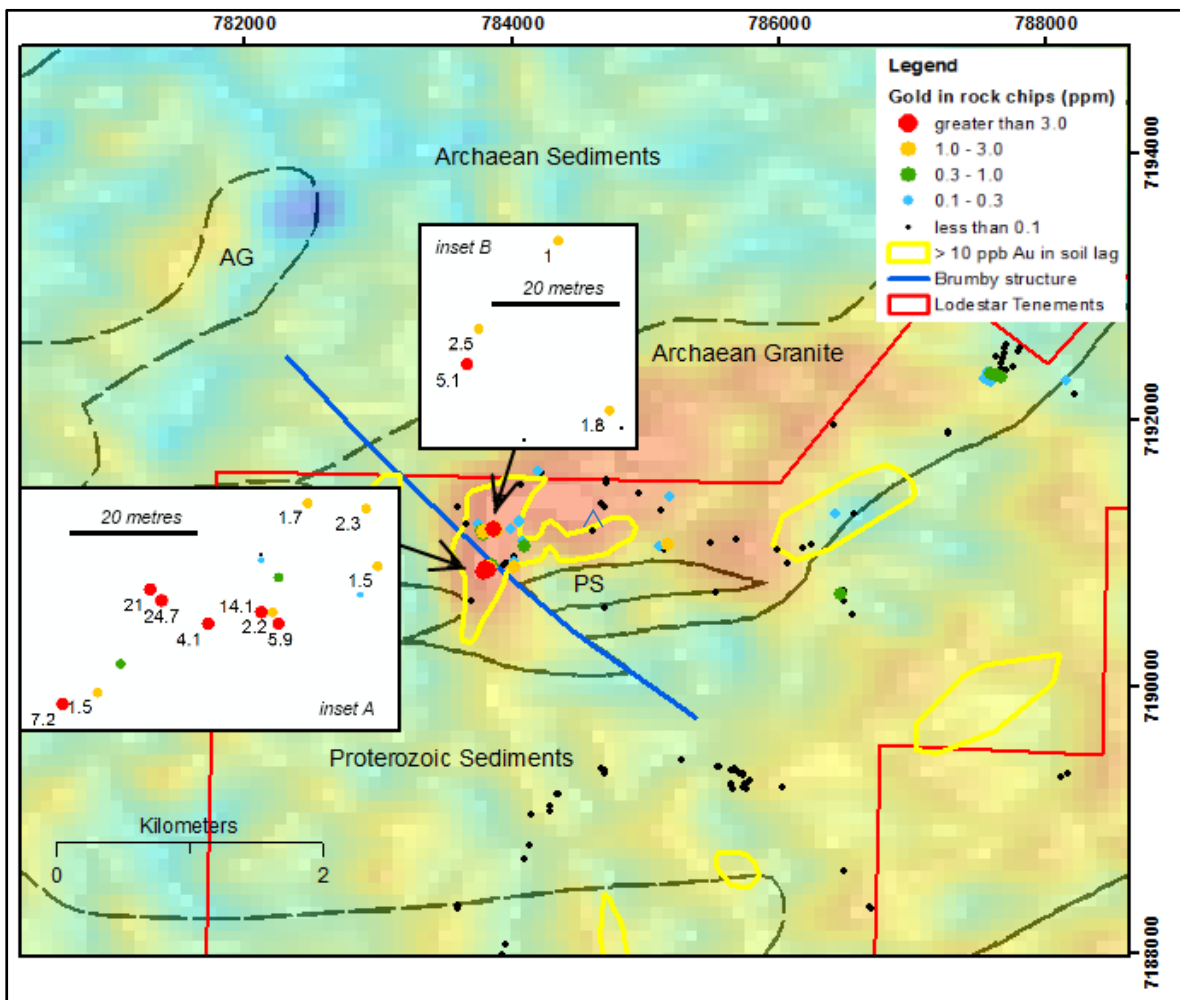 782000
784000
786000
788000
Legend
Gold in rock chips (ppm)
greater than 3.0
1.0 - 3.0
0.3 - 1.0
0.1 - 0.3
less than 0.1
> 10 ppb Au in soil lag
Brumby structure
Lodestar Tenements
7194000
7192000
7190000
7188000
Archaean Sediments
AG
inset B
1
20 metres
2.5
5.1
1.8
Archaean Granite
20 metres
1.7
2.3
1.5
21
24.7
4.1
14.1
2.2
5.9
7.2
1.5
inset A
PS
Proterozoic Sediments
Kilometers
0
2